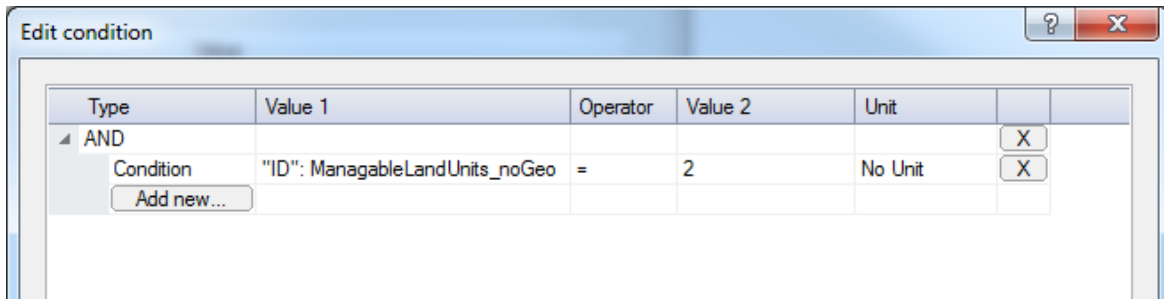 Edit condition ? X
Type Value 1 Operator Value 2 Unit
AND X
Condition "ID": ManagableLandUnits_noGeo = 2 No Unit X
Add new...